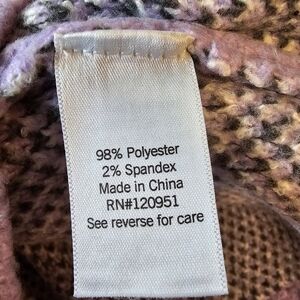 98% Polyester
2% Spandex
Made in China
RN#120951
See reverse for care